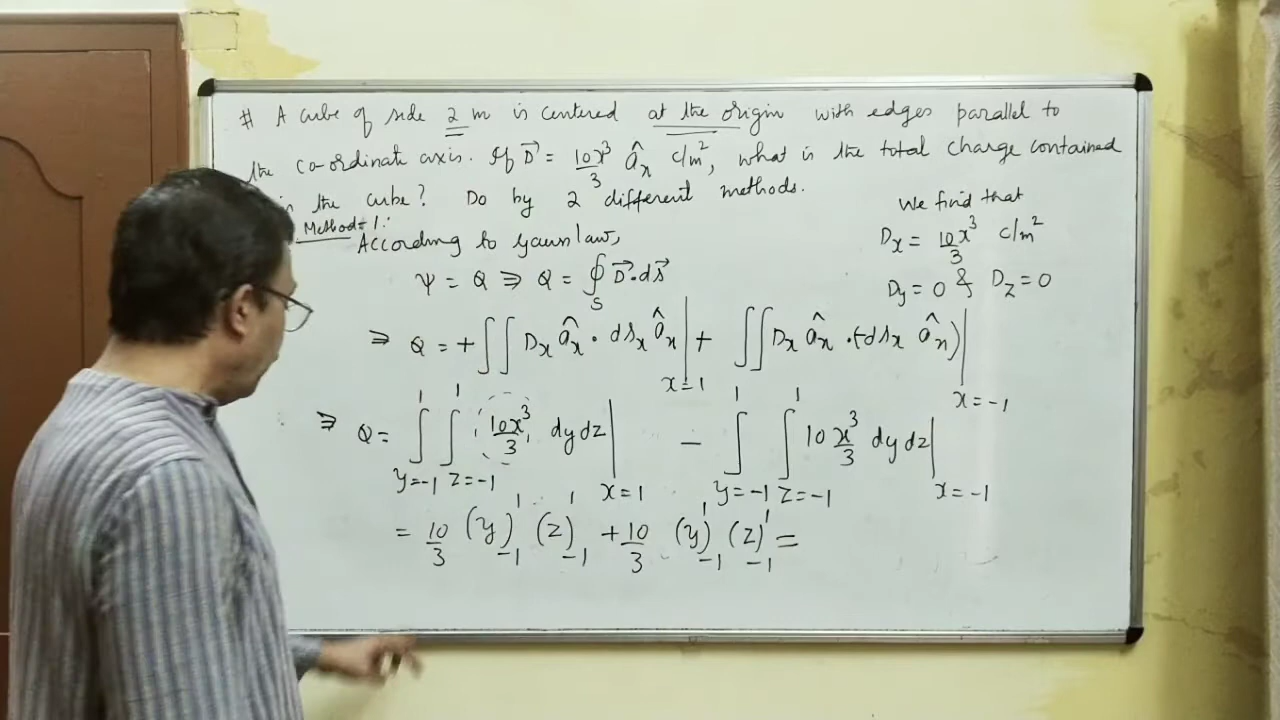 # A cube of side 2 m is centered at the origin with edges parallel to
the co-ordinate axis. If D⃗ = 10x³/3 âₓ c/m², what is the total charge contained
the cube? Do by 2 different methods.
Method-1:
According to Gauss law,
ψ = Q ⇒ Q = ∮_S D⃗·dS⃗
We find that
Dₓ = 10x³/3 c/m²
D_y = 0 & D_z = 0
⇒ Q = + ∬ Dₓ âₓ · dsₓ âₓ |_{x=1} + ∬ Dₓ âₓ · (-dsₓ âₓ) |_{x=-1}
⇒ Q = ∫_{y=-1}^{1} ∫_{z=-1}^{1} 10x³/3 dy dz |_{x=1} - ∫_{y=-1}^{1} ∫_{z=-1}^{1} 10 x³/3 dy dz |_{x=-1}
= 10/3 (y)_{-1}^{1} (z)_{-1}^{1} + 10/3 (y)_{-1}^{1} (z)_{-1}^{1} =